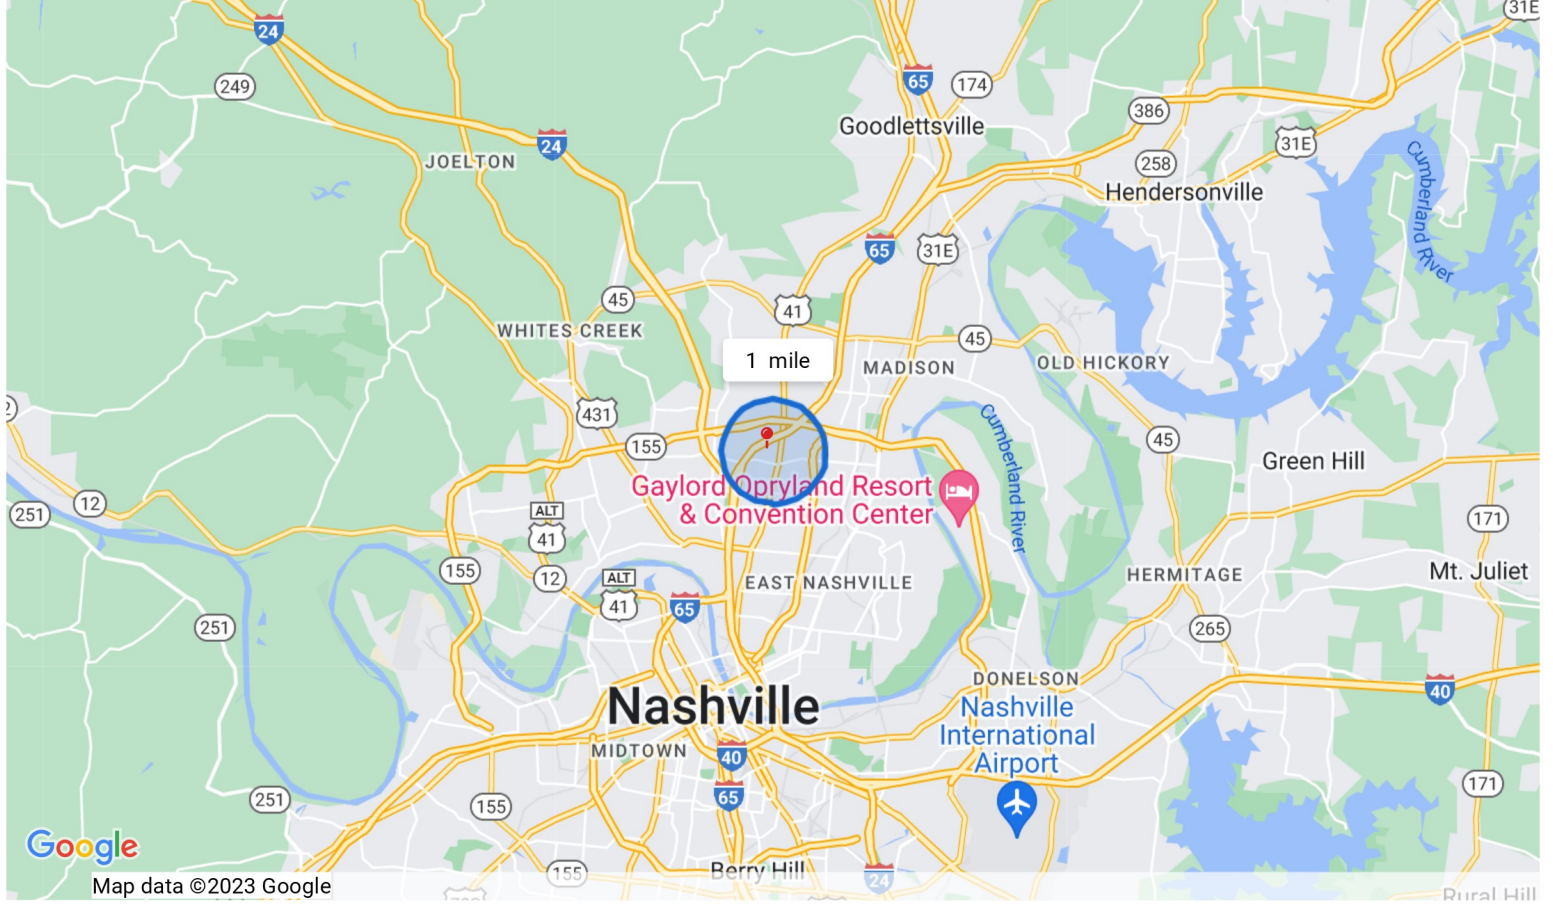 31E
24
249
65
174
386
Goodlettsville
24
31E
JOELTON
258
Hendersonville
Cumberland River
65
31E
45
41
WHITES CREEK
45
1 mile
MADISON
OLD HICKORY
431
155
45
Cumberland River
Green Hill
Gaylord Opryland Resort
& Convention Center
12
251
ALT
41
171
155
12
ALT
41
65
EAST NASHVILLE
HERMITAGE
Mt. Juliet
251
265
DONELSON
40
Nashville
Nashville
International
Airport
MIDTOWN
40
65
251
155
171
Google
Berry Hill
155
24
Map data ©2023 Google
Rural Hill